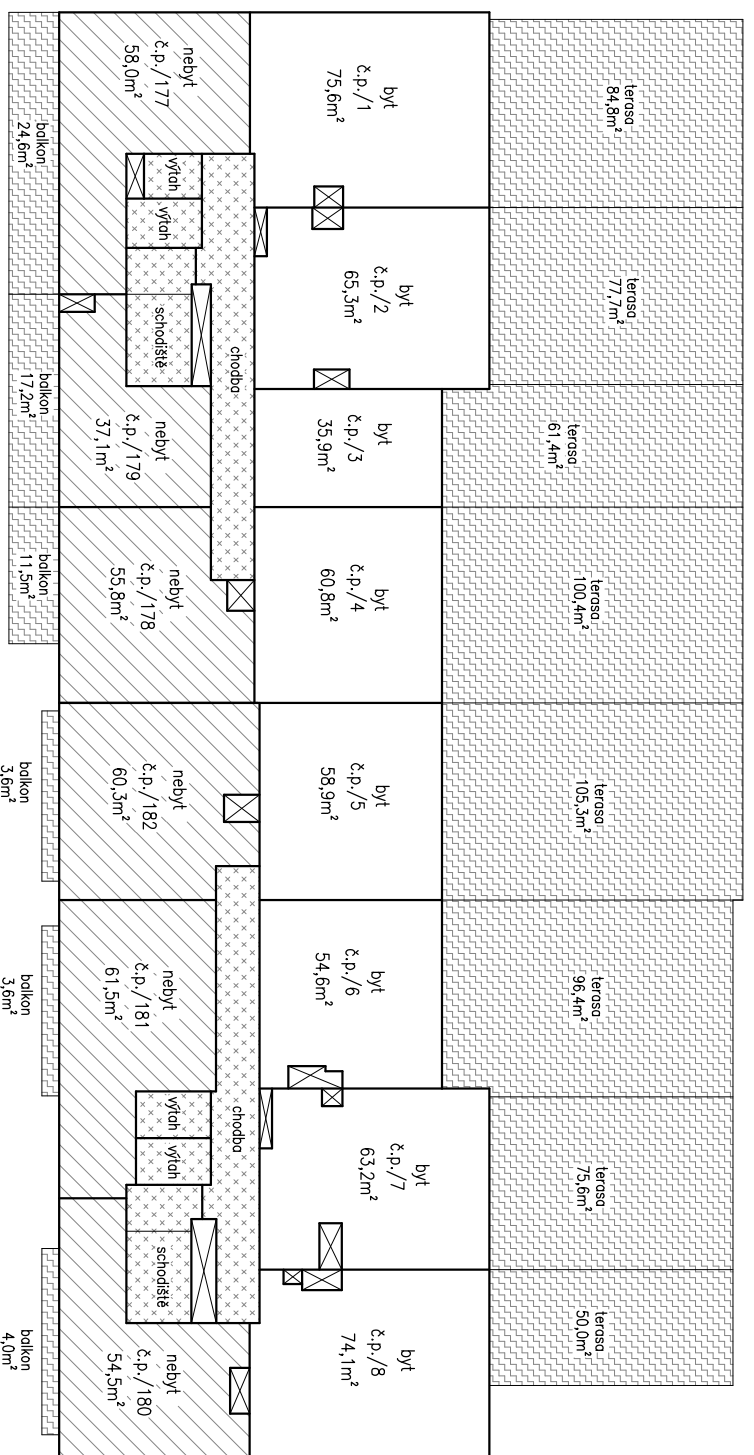 terasa
84,8m²
terasa
77,7m²
terasa
61,4m²
terasa
100,4m²
terasa
105,3m²
terasa
96,4m²
terasa
75,6m²
terasa
50,0m²
byt
č.p./1
75,6m²
byt
č.p./2
65,3m²
byt
č.p./3
35,9m²
byt
č.p./4
60,8m²
byt
č.p./5
58,9m²
byt
č.p./6
54,6m²
byt
č.p./7
63,2m²
byt
č.p./8
74,1m²
chodba
chodba
nebyt
č.p./177
58,0m²
výtah
výtah
schodiště
nebyt
č.p./179
37,1m²
nebyt
č.p./178
55,8m²
nebyt
č.p./182
60,3m²
nebyt
č.p./181
61,5m²
výtah
výtah
schodiště
nebyt
č.p./180
54,5m²
balkon
24,6m²
balkon
17,2m²
balkon
11,5m²
balkon
3,6m²
balkon
3,6m²
balkon
4,0m²